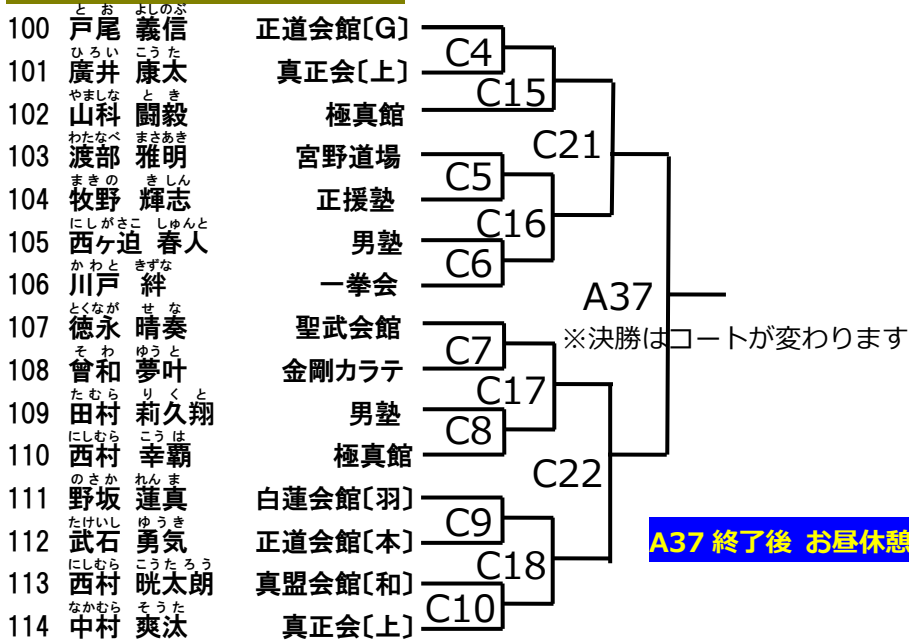 とお よしのぶ
100 戸尾 義信 正道会館〔G〕
C4
ひろい こうた
101 廣井 康太 真正会〔上〕
C15
やましな とき
102 山科 闘毅 極真館
C21
わたなべ まさあき
103 渡部 雅明 宮野道場
C5
まきの きしん
104 牧野 輝志 正援塾
C16
にしがさこ しゅんと
105 西ヶ迫 春人 男塾
C6
かわと きずな
106 川戸 絆 一拳会
A37
※決勝はコートが変わります
とくなが せな
107 徳永 晴奏 聖武会館
C7
そわ ゆうと
108 曾和 夢叶 金剛カラテ
C17
たむら りくと
109 田村 莉久翔 男塾
C8
にしむら こうは
110 西村 幸覇 極真館
C22
のさか れんま
111 野坂 蓮真 白蓮会館〔羽〕
C9
たけいし ゆうき
112 武石 勇気 正道会館〔本〕
A37 終了後 お昼休憩
C18
にしむら こうたろう
113 西村 晄太朗 真盟会館〔和〕
C10
なかむら そうた
114 中村 爽汰 真正会〔上〕